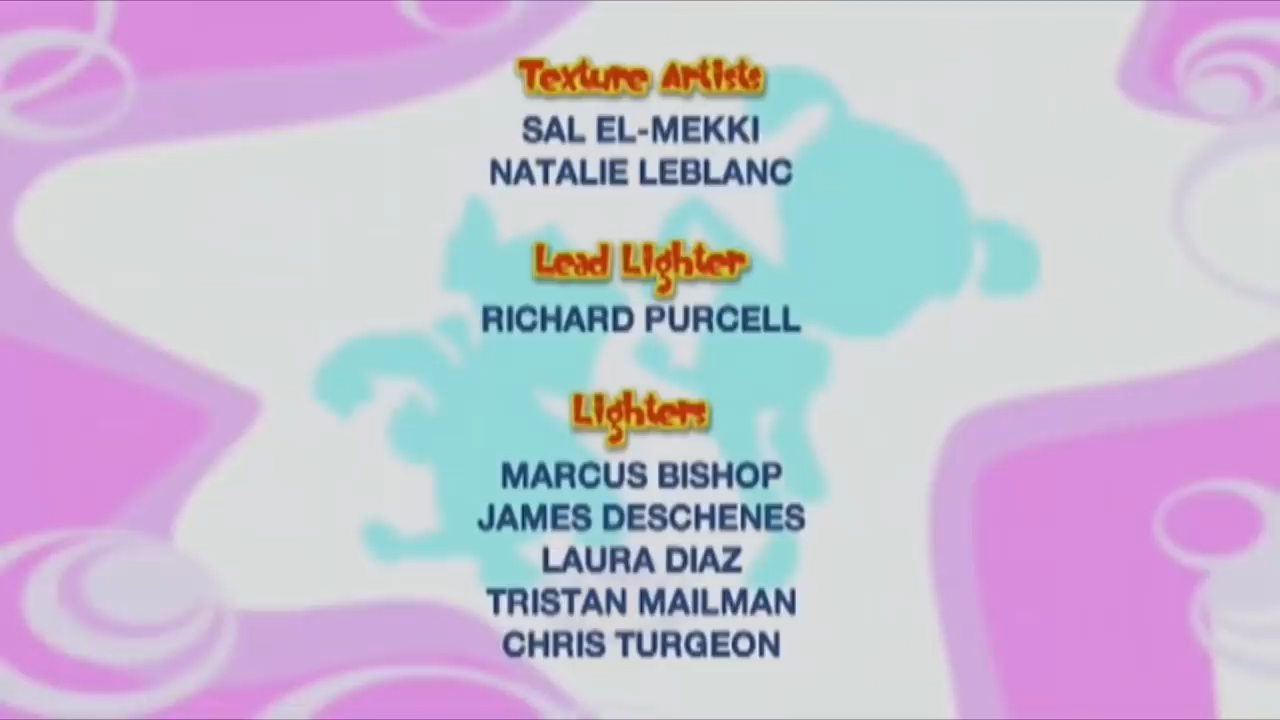 Texture Artists
SAL EL-MEKKI
NATALIE LEBLANC
Lead Lighter
RICHARD PURCELL
Lighters
MARCUS BISHOP
JAMES DESCHENES
LAURA DIAZ
TRISTAN MAILMAN
CHRIS TURGEON